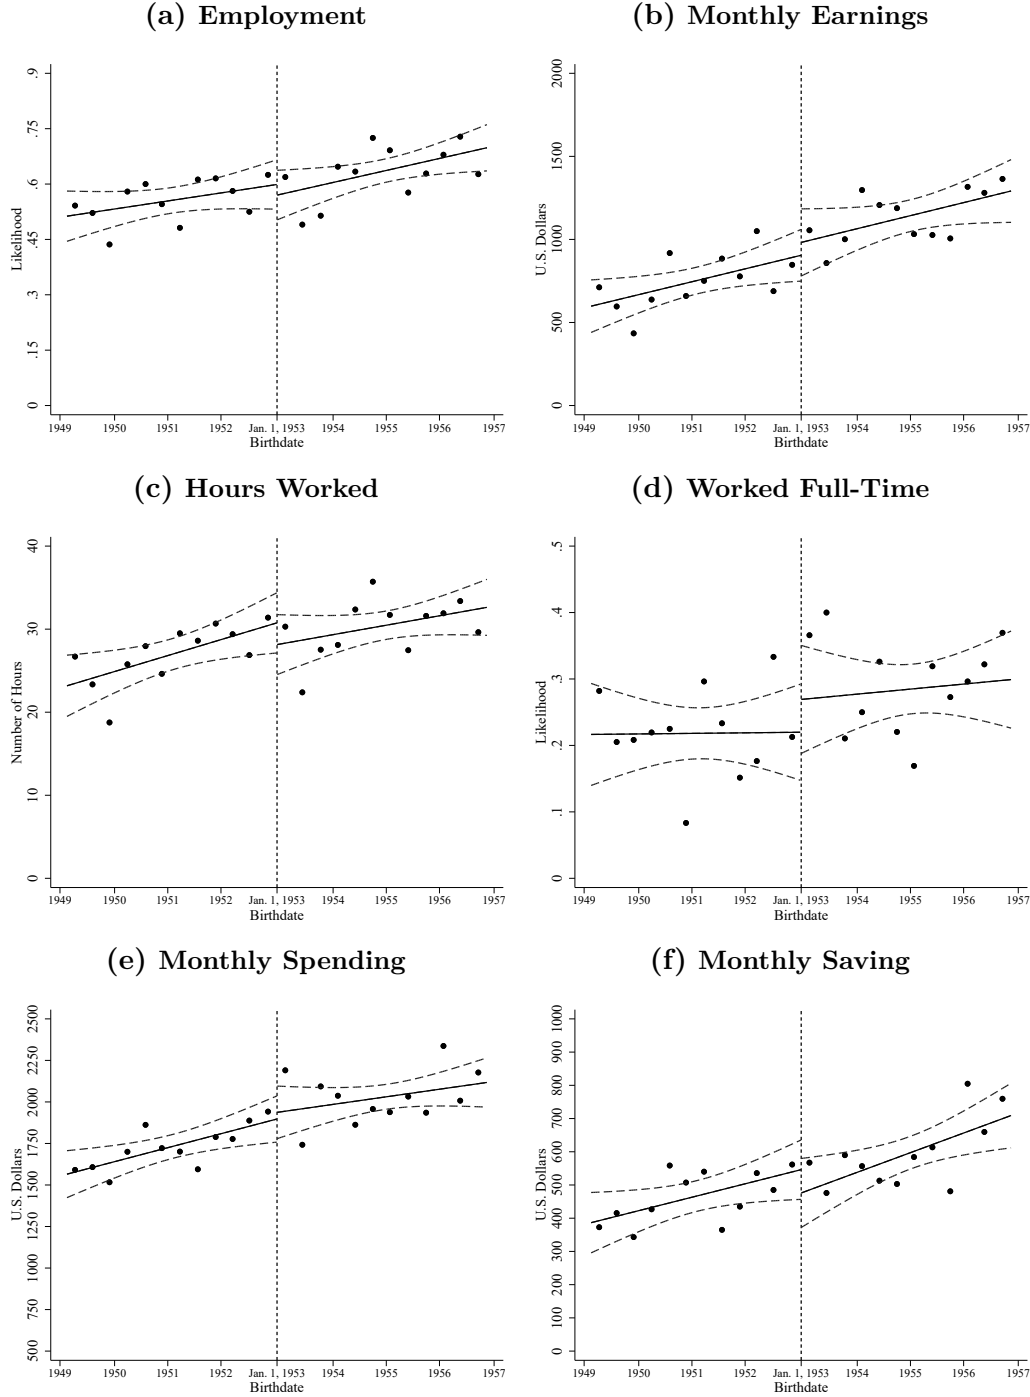 (a) Employment
.9
.75
.6
.45
.3
.15
0
Likelihood
1949 1950 1951 1952 Jan. 1, 1953 1954 1955 1956 1957
Birthdate
(b) Monthly Earnings
2000
1500
1000
500
0
U.S. Dollars
1949 1950 1951 1952 Jan. 1, 1953 1954 1955 1956 1957
Birthdate
(c) Hours Worked
40
30
20
10
0
Number of Hours
1949 1950 1951 1952 Jan. 1, 1953 1954 1955 1956 1957
Birthdate
(d) Worked Full-Time
.5
.4
.3
.2
.1
0
Likelihood
1949 1950 1951 1952 Jan. 1, 1953 1954 1955 1956 1957
Birthdate
(e) Monthly Spending
2500
2250
2000
1750
1500
1250
1000
750
500
U.S. Dollars
1949 1950 1951 1952 Jan. 1, 1953 1954 1955 1956 1957
Birthdate
(f) Monthly Saving
1000
900
800
700
600
500
400
300
200
100
0
U.S. Dollars
1949 1950 1951 1952 Jan. 1, 1953 1954 1955 1956 1957
Birthdate